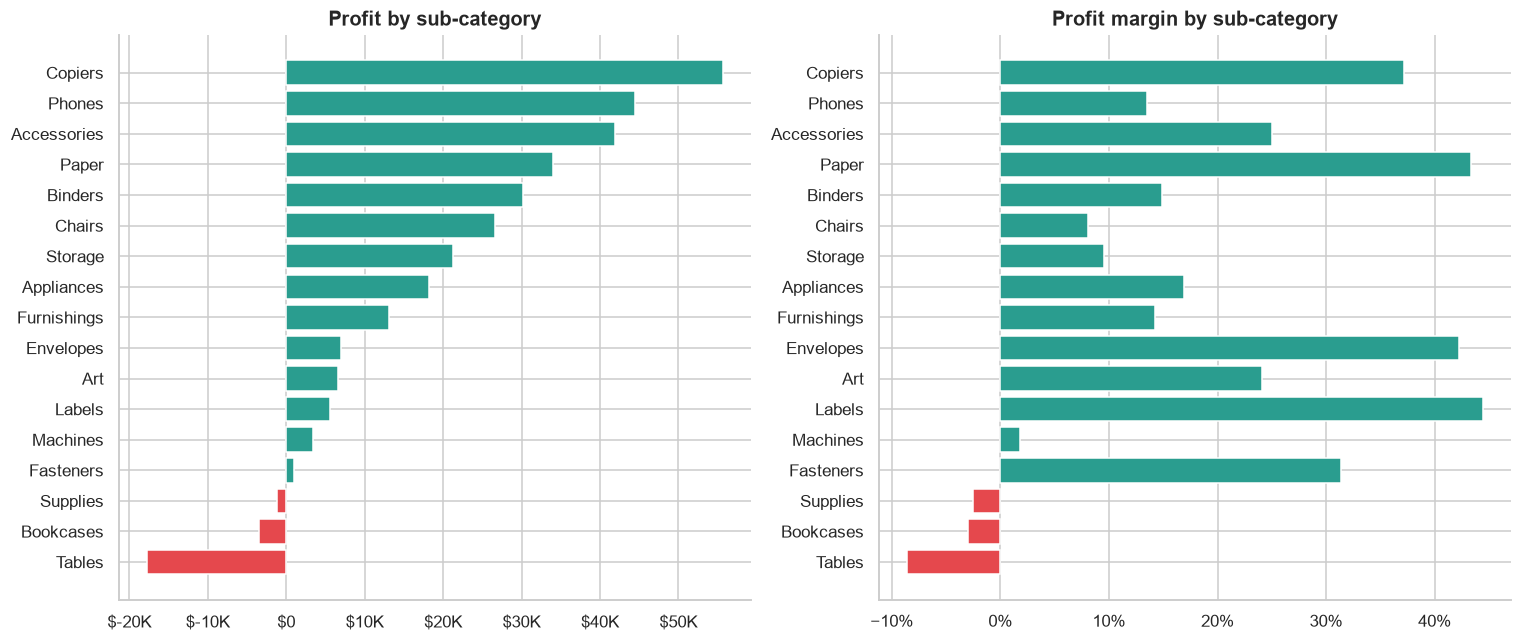 Profit by sub-category
Copiers
Phones
Accessories
Paper
Binders
Chairs
Storage
Appliances
Furnishings
Envelopes
Art
Labels
Machines
Fasteners
Supplies
Bookcases
Tables
$-20K $-10K $0 $10K $20K $30K $40K $50K
Profit margin by sub-category
Copiers
Phones
Accessories
Paper
Binders
Chairs
Storage
Appliances
Furnishings
Envelopes
Art
Labels
Machines
Fasteners
Supplies
Bookcases
Tables
−10% 0% 10% 20% 30% 40%